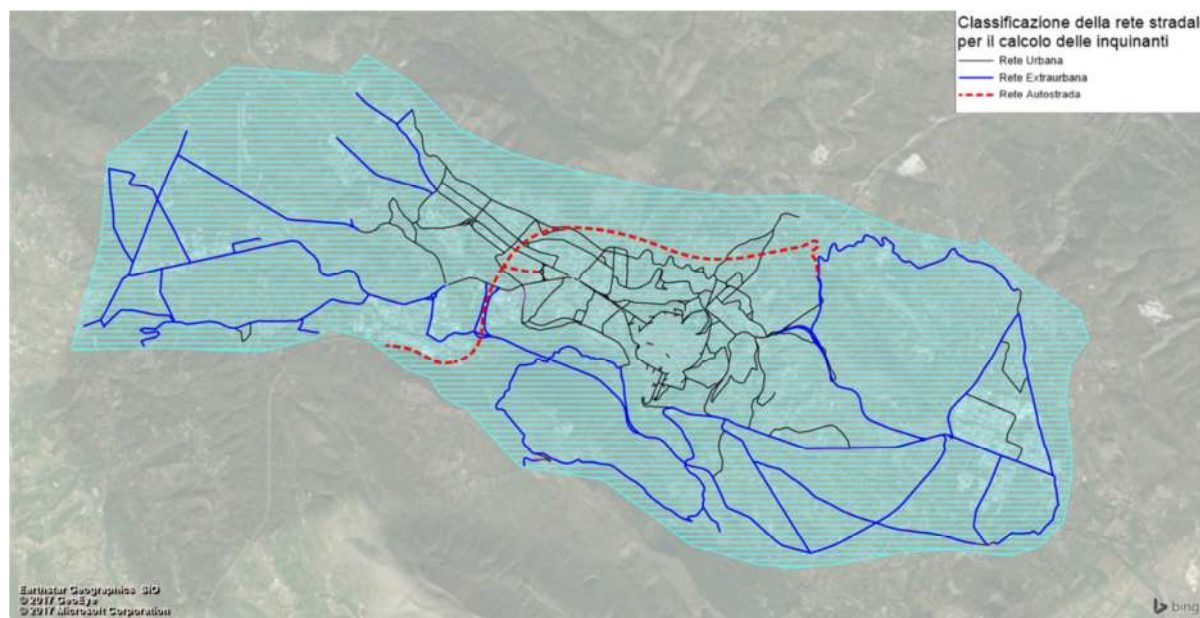 Classificazione della rete stradal
per il calcolo delle inquinanti
Rete Urbana
Rete Extraurbana
Rete Autostrada
Earthstar Geographics SIO
© 2017 GeoEye
© 2017 Microsoft Corporation
bing